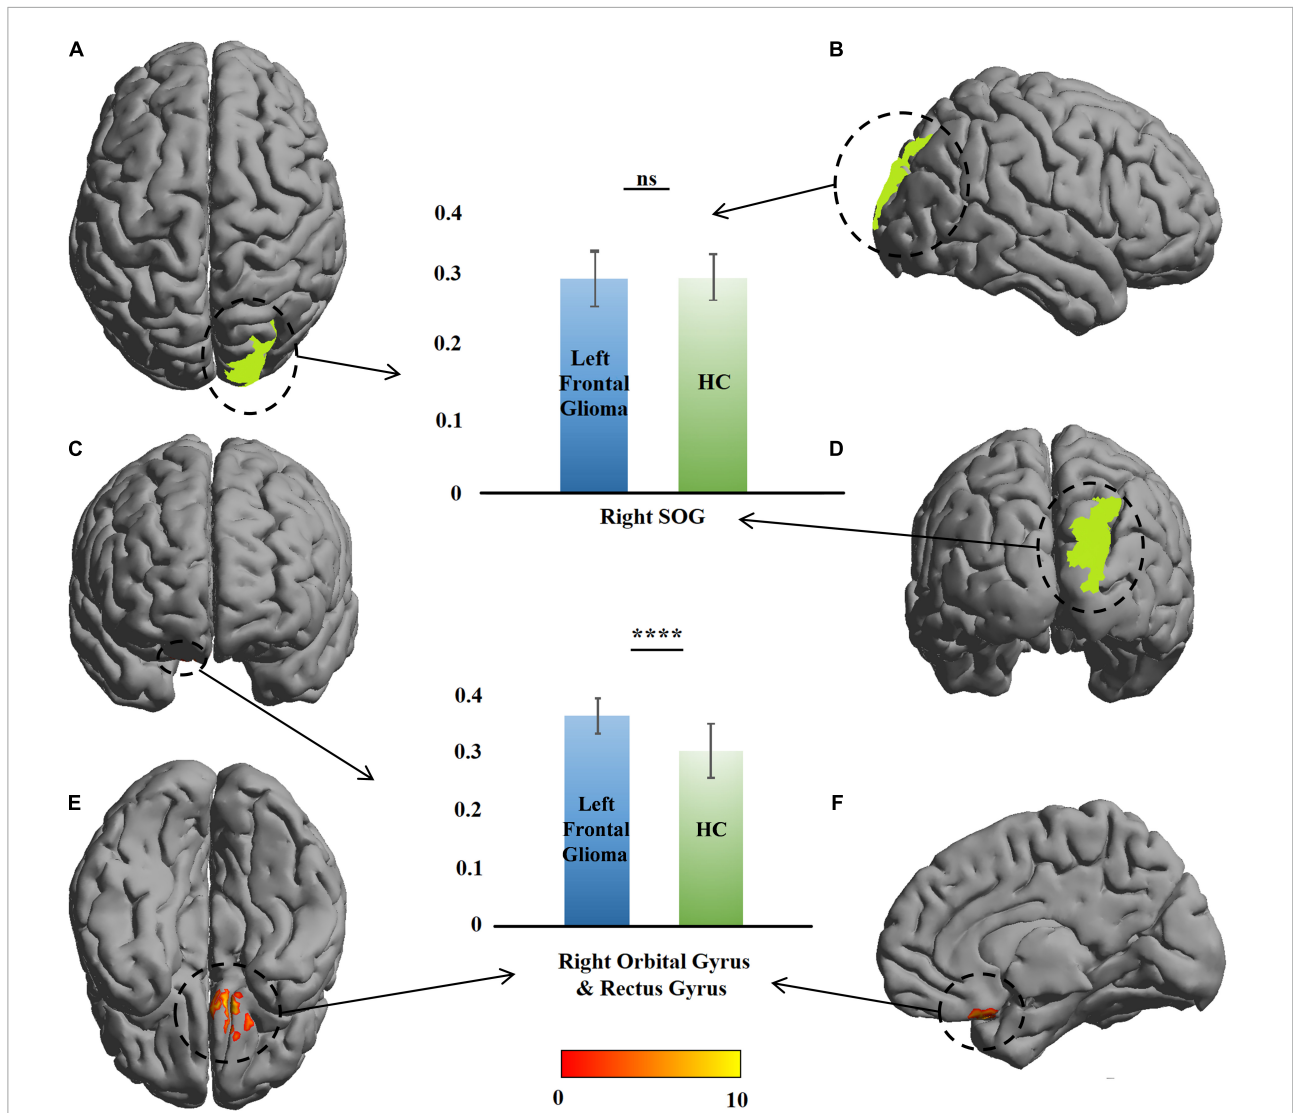 A
B
ns
0.4
0.3
0.2
0.1
0
Left
Frontal
Glioma
HC
Right SOG
C
D
****
0.4
0.3
0.2
0.1
0
Left
Frontal
Glioma
HC
Right Orbital Gyrus
& Rectus Gyrus
E
F
0
10